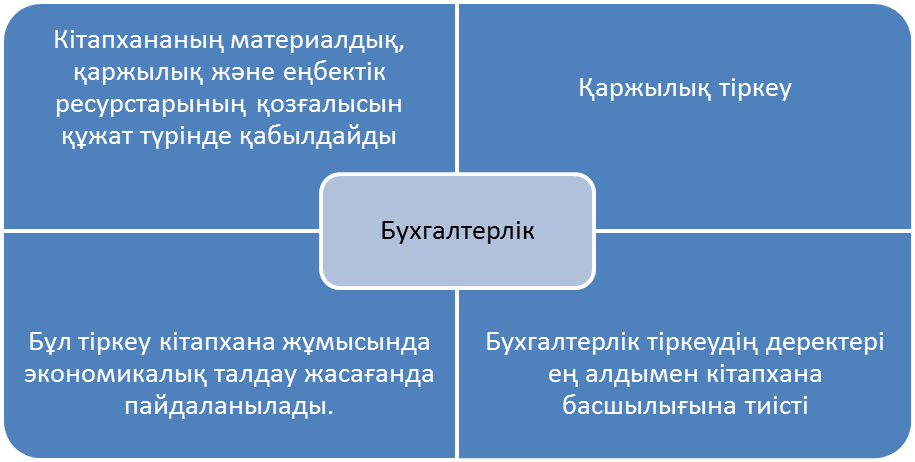 Кітапхананың материалдық,
қаржылық және еңбектік
ресурстарының қозғалысын
құжат түрінде қабылдайды
Қаржылық тіркеу
Бухгалтерлік
Бұл тіркеу кітапхана жұмысында
экономикалық талдау жасағанда
пайдаланылады.
Бухгалтерлік тіркеудің деректері
ең алдымен кітапхана
басшылығына тиісті